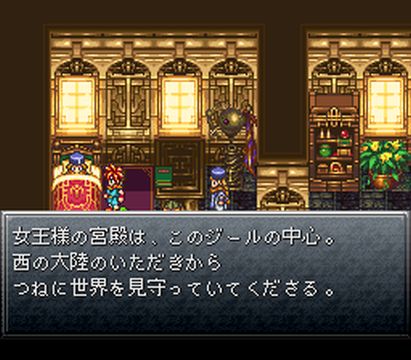 女王様の宮殿は、このジールの中心。
西の大陸のいただきから
つねに世界を見守っていてくださる。